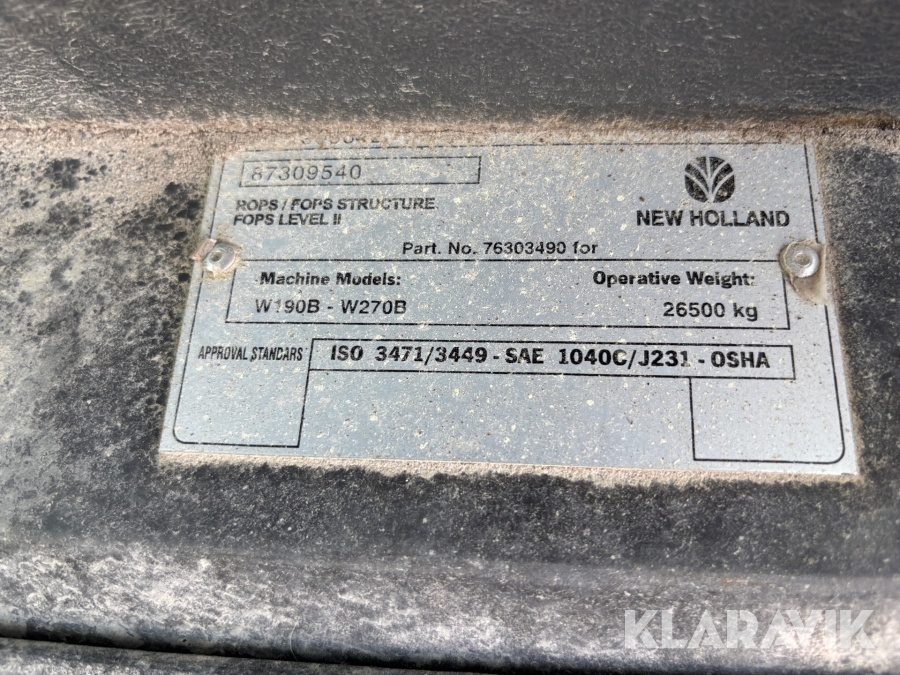 87309540
ROPS / FOPS STRUCTURE
FOPS LEVEL II
NEW HOLLAND
Part. No. 76303490 for
Machine Models: Operative Weight:
W190B - W270B 26500 kg
APPROVAL STANDARS ISO 3471/3449 - SAE 1040C/J231 - OSHA
KLARAVIK